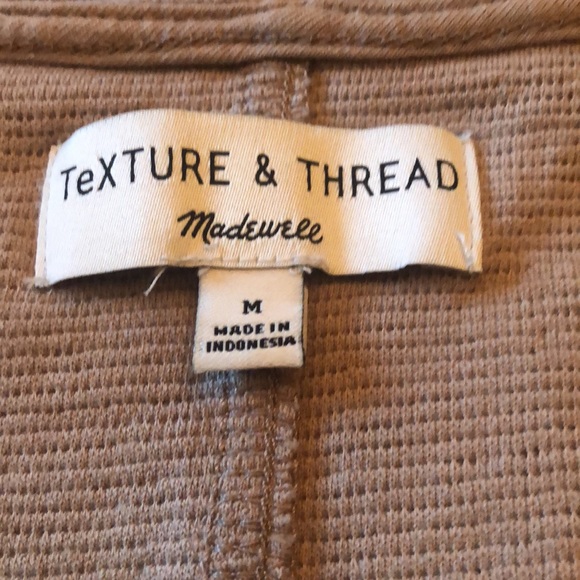 TeXTURE & THREAD
Madewell
M
MADE IN
INDONESIA